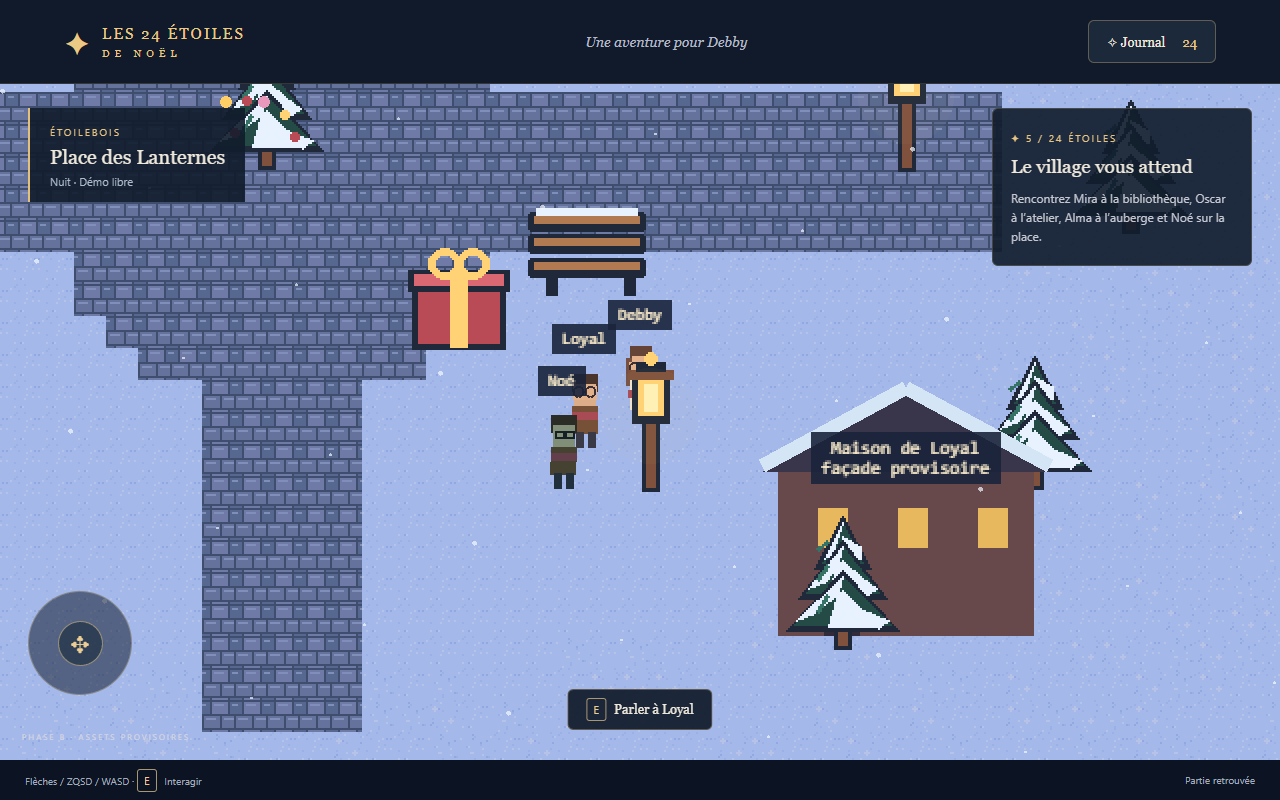 LES 24 ÉTOILES
DE NOËL
Une aventure pour Debby
✧ Journal 24
ÉTOILEBOIS
Place des Lanternes
Nuit · Démo libre
✦ 5 / 24 ÉTOILES
Le village vous attend
Rencontrez Mira à la bibliothèque, Oscar
à l'atelier, Alma à l'auberge et Noé sur la
place.
Debby
Loyal
Noé
Maison de Loyal
façade provisoire
E Parler à Loyal
PHASE 8 · ASSETS PROVISOIRES
Flèches / ZQSD / WASD · E Interagir
Partie retrouvée